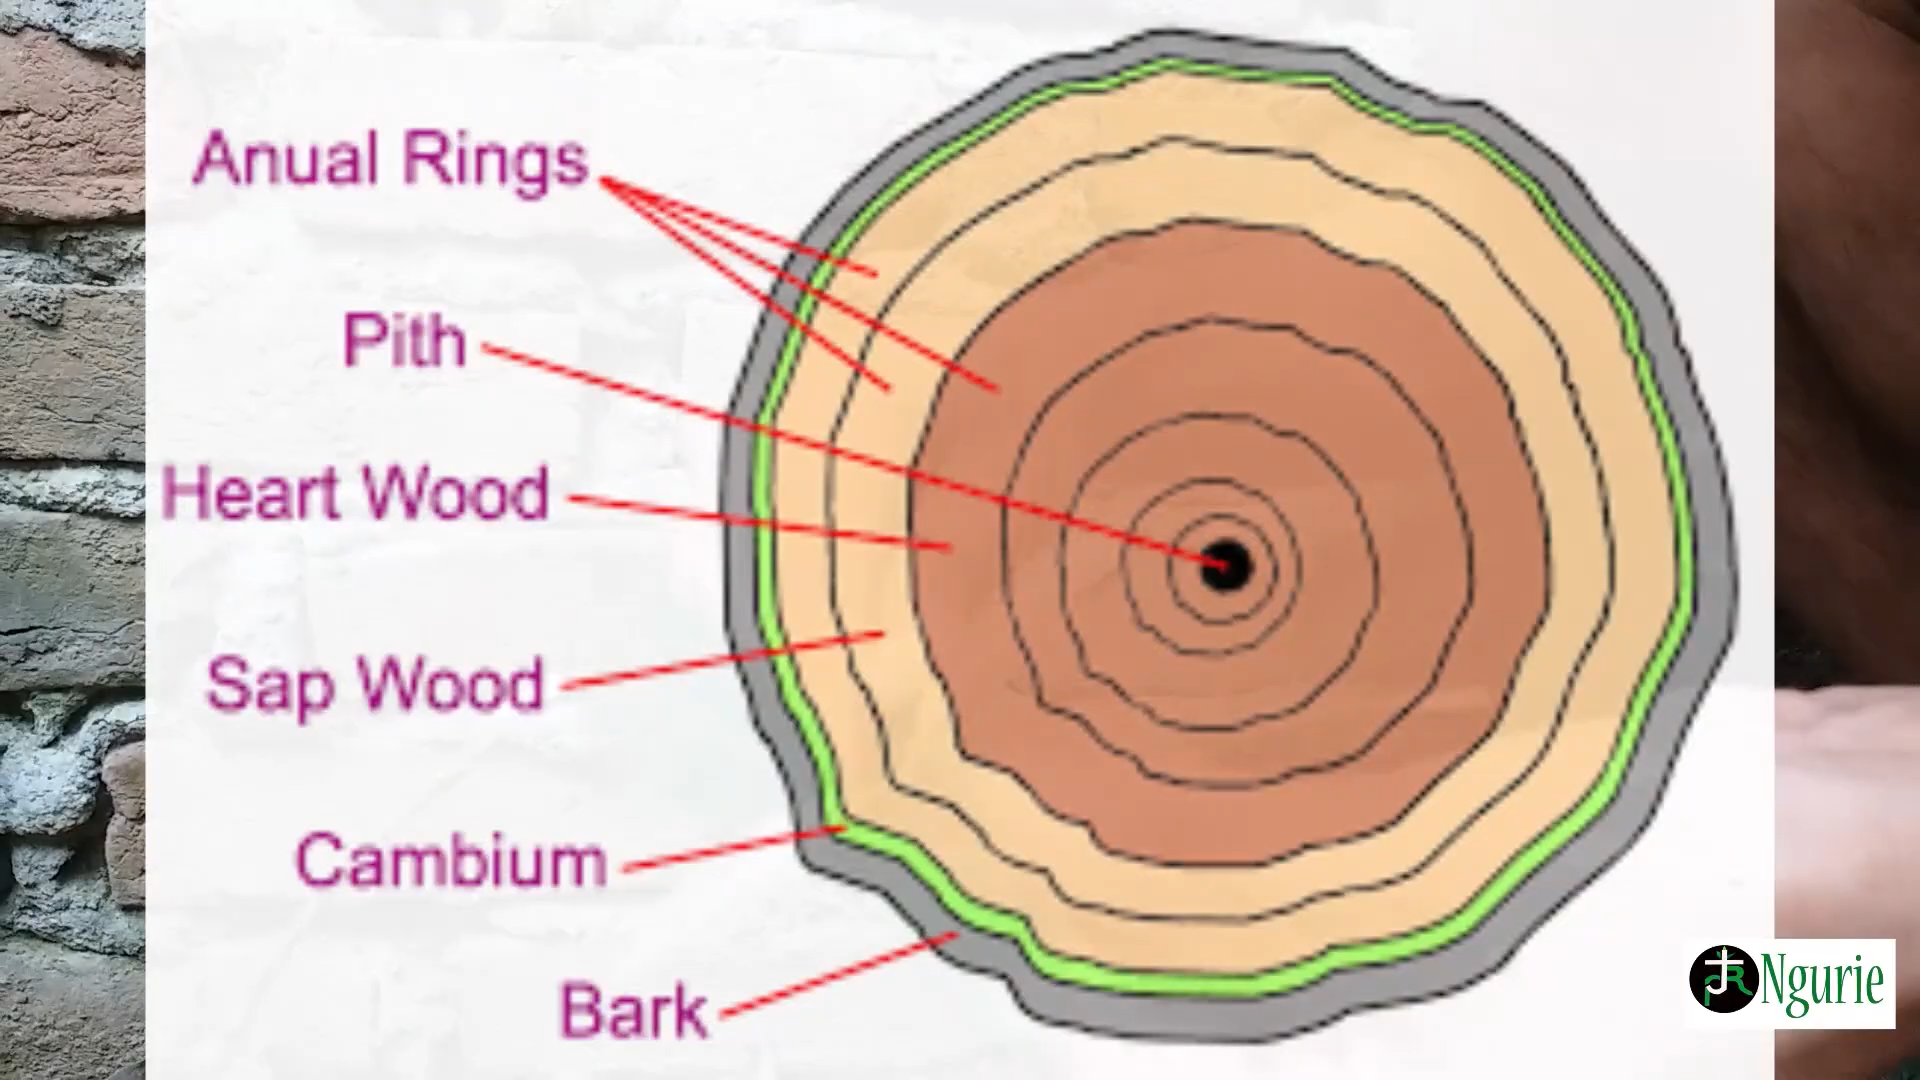 Anual Rings
Pith
Heart Wood
Sap Wood
Cambium
Bark
Ngurie